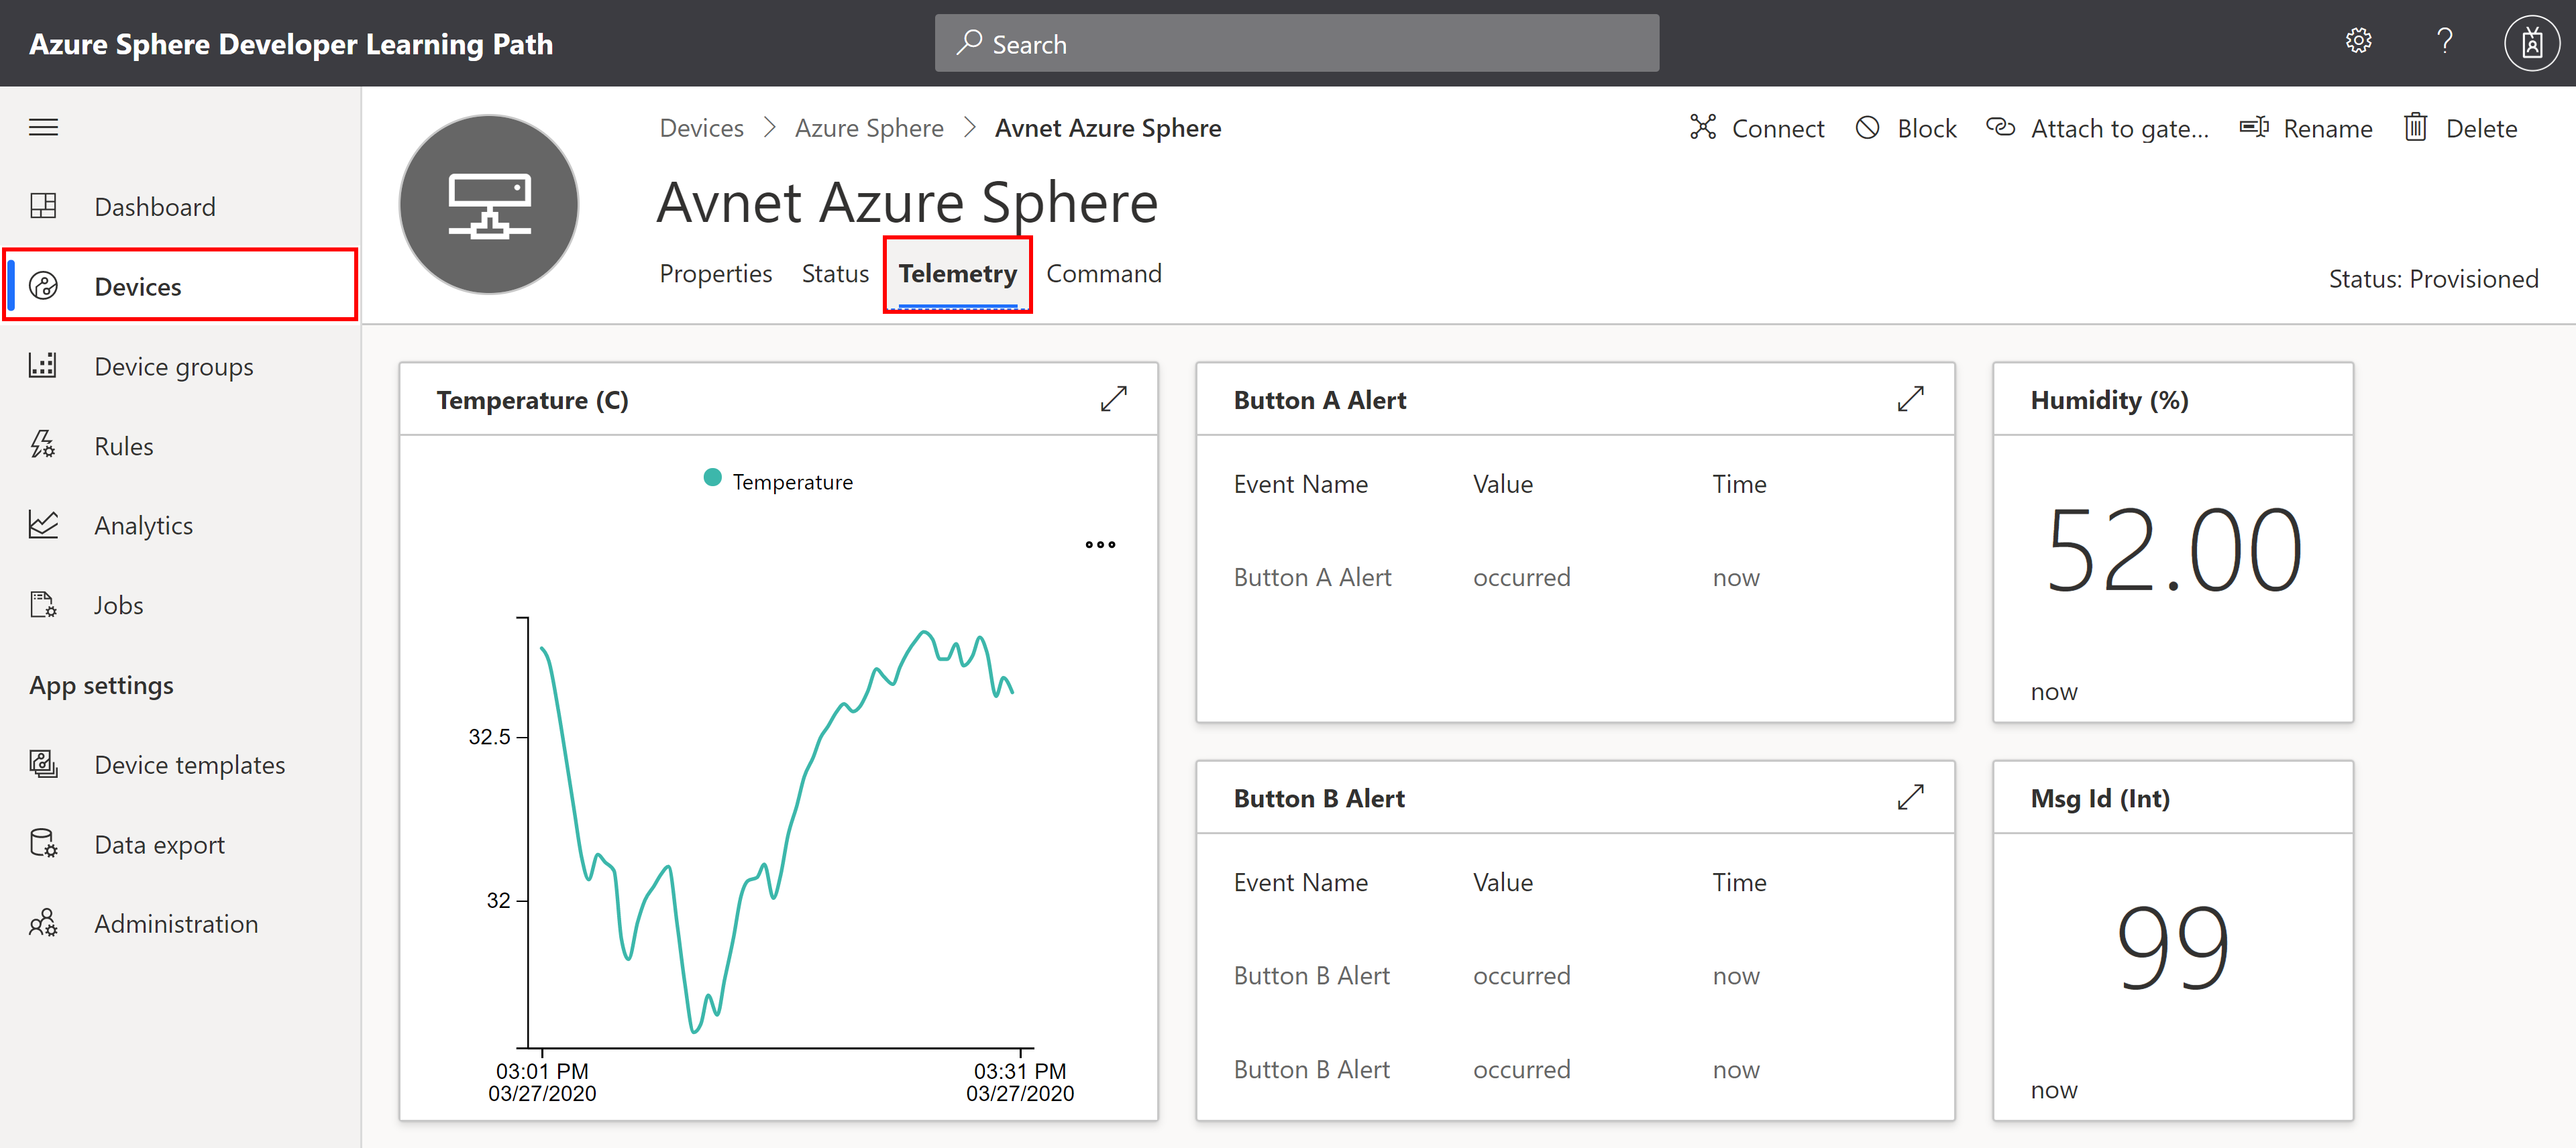 Azure Sphere Developer Learning Path
Search
?
Dashboard
Devices
Device groups
Rules
Analytics
Jobs
App settings
Device templates
Data export
Administration
Devices > Azure Sphere > Avnet Azure Sphere
Connect
Block
Attach to gate...
Rename
Delete
Avnet Azure Sphere
Properties
Status
Telemetry
Command
Status: Provisioned
Temperature (C)
Temperature
32.5
32
03:01 PM
03/27/2020
03:31 PM
03/27/2020
Button A Alert
Event Name Value Time
Button A Alert occurred now
Humidity (%)
52.00
now
Button B Alert
Event Name Value Time
Button B Alert occurred now
Button B Alert occurred now
Msg Id (Int)
99
now